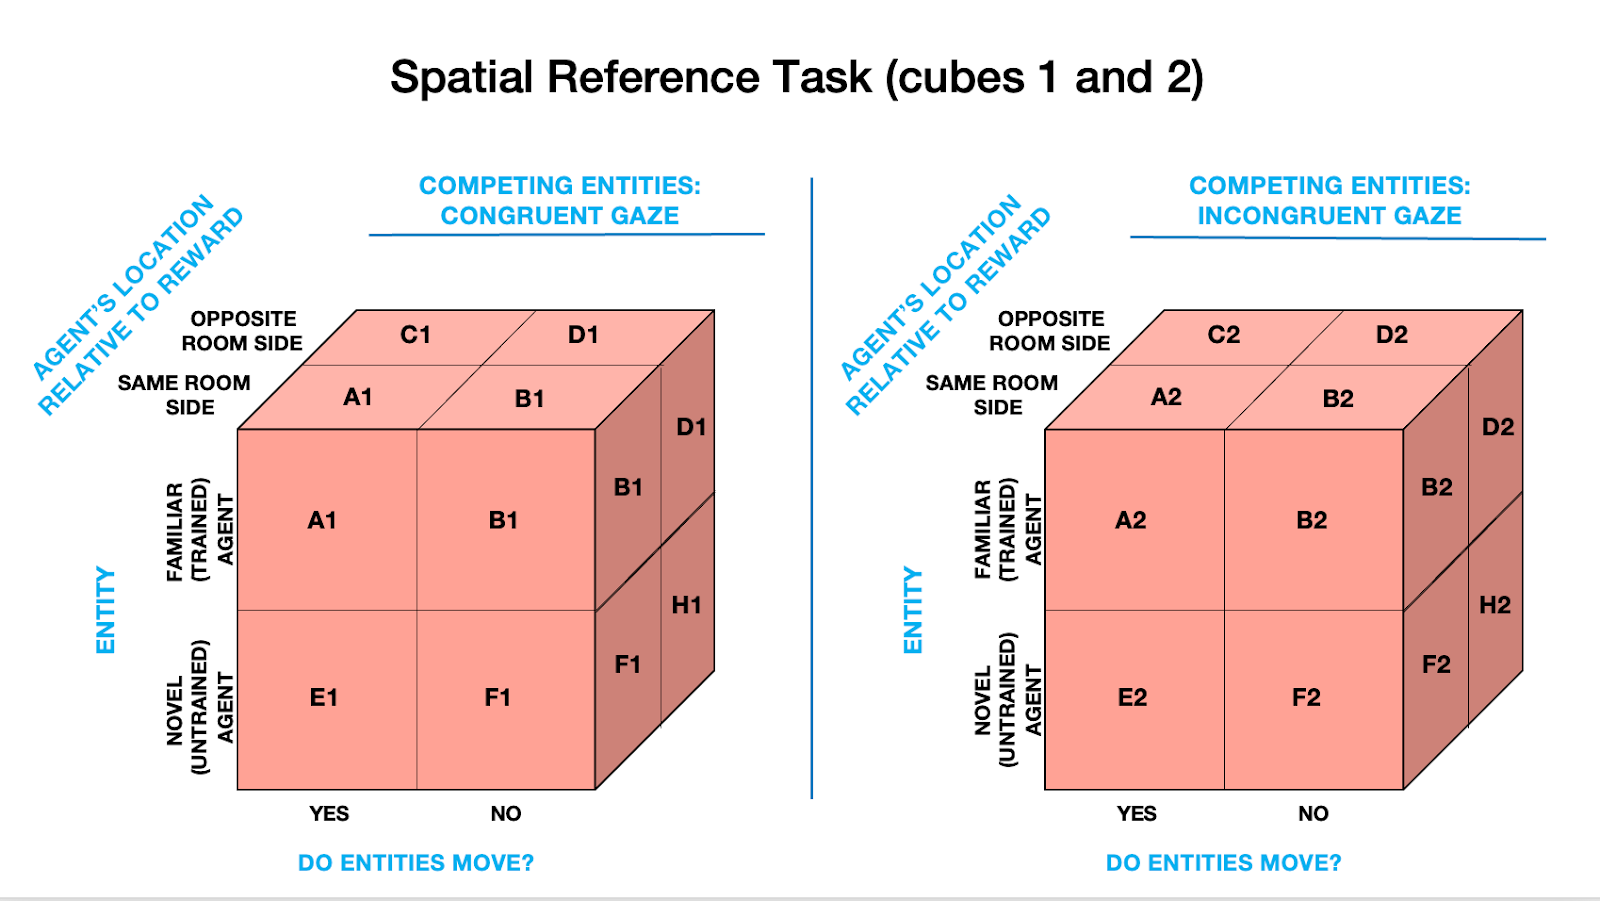 Spatial Reference Task (cubes 1 and 2)
COMPETING ENTITIES:
CONGRUENT GAZE
AGENT'S LOCATION
RELATIVE TO REWARD
OPPOSITE
ROOM SIDE
SAME ROOM
SIDE
C1
D1
A1
B1
D1
B1
A1
B1
H1
F1
E1
F1
ENTITY
FAMILIAR
(TRAINED)
AGENT
NOVEL
(UNTRAINED)
AGENT
YES
NO
DO ENTITIES MOVE?
COMPETING ENTITIES:
INCONGRUENT GAZE
AGENT'S LOCATION
RELATIVE TO REWARD
OPPOSITE
ROOM SIDE
SAME ROOM
SIDE
C2
D2
A2
B2
D2
B2
A2
B2
H2
F2
E2
F2
ENTITY
FAMILIAR
(TRAINED)
AGENT
NOVEL
(UNTRAINED)
AGENT
YES
NO
DO ENTITIES MOVE?